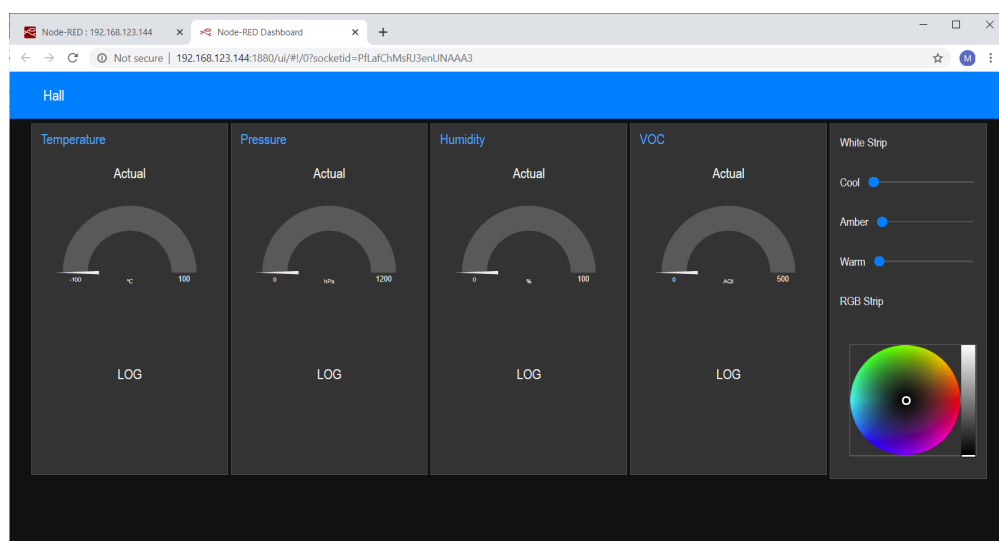 Node-RED : 192.168.123.144
Node-RED Dashboard
Not secure | 192.168.123.144:1880/ui/#!/0?socketid=PfLafChMsRJ3enUNAAA3
M
Hall
Temperature
Actual
-100 °C 100
LOG
Pressure
Actual
0 hPa 1200
LOG
Humidity
Actual
0 % 100
LOG
VOC
Actual
0 AQI 500
LOG
White Strip
Cool
Amber
Warm
RGB Strip